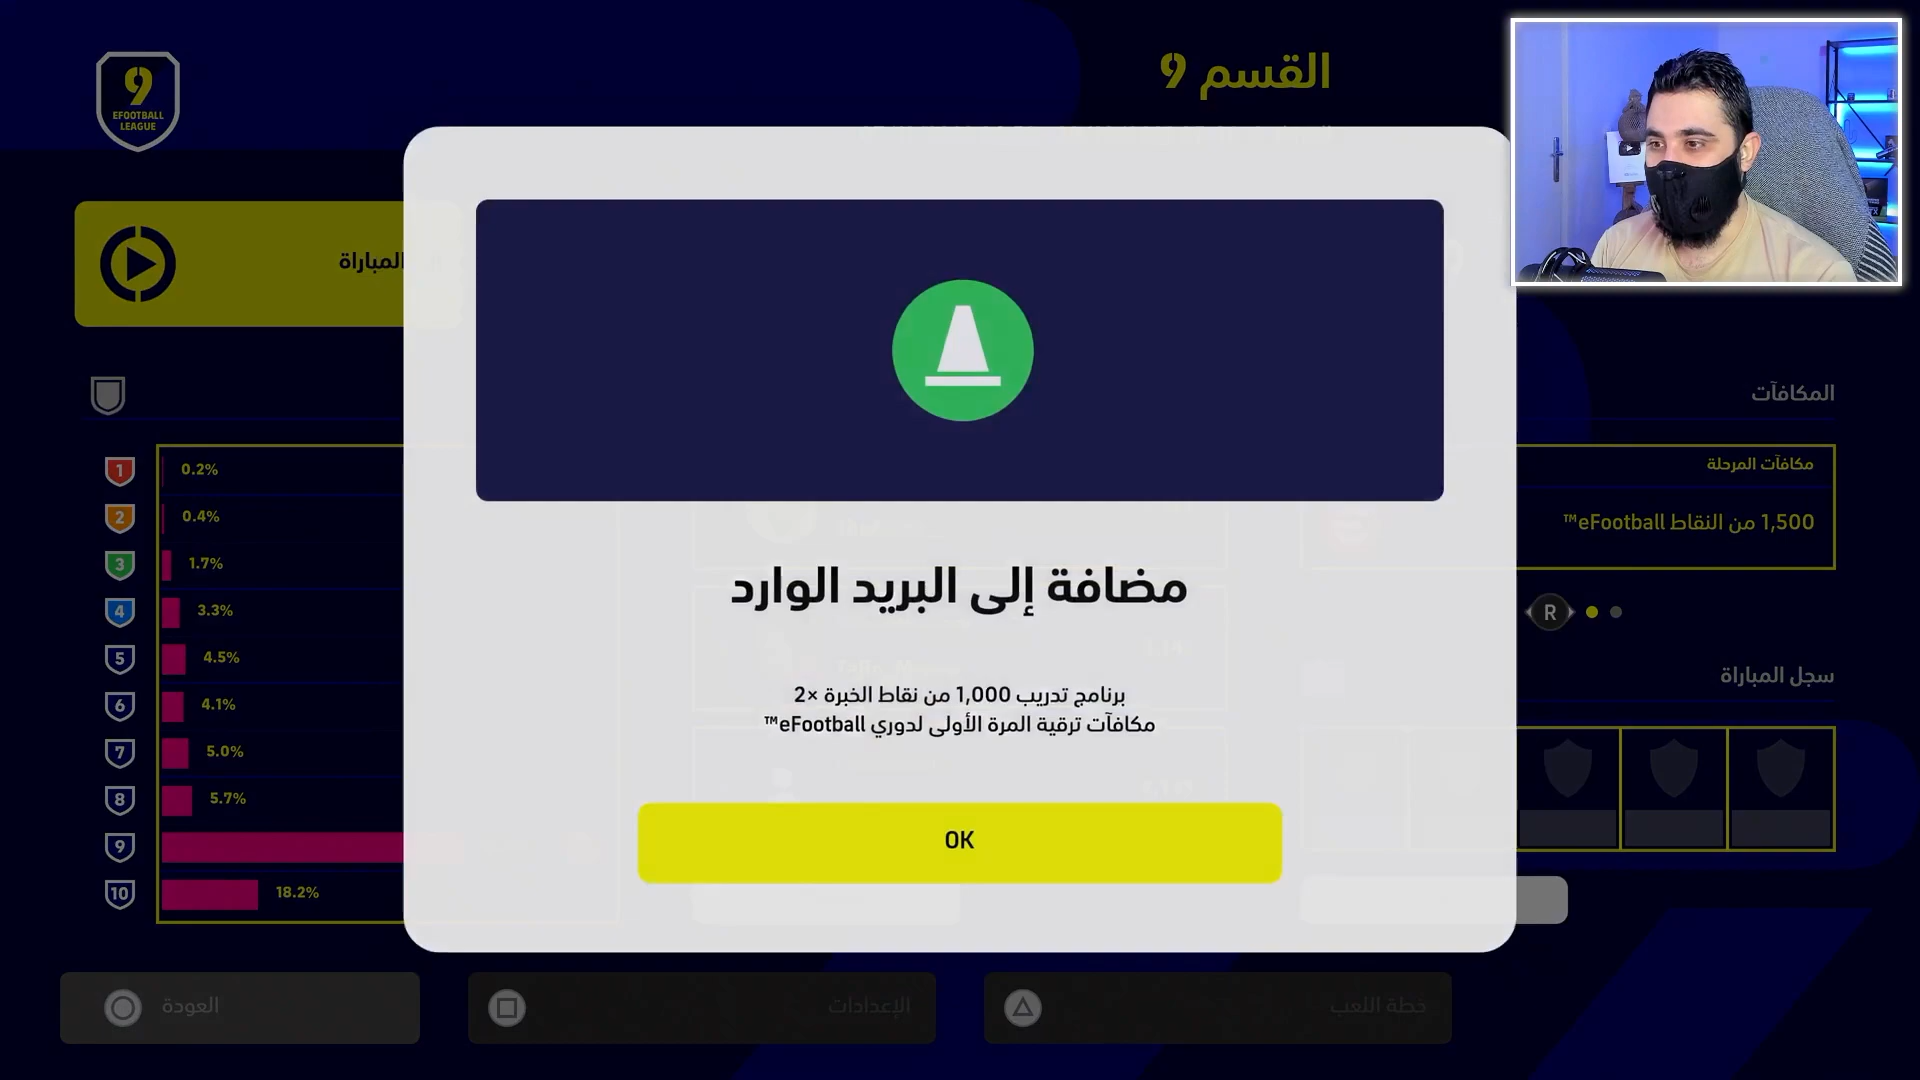 القسم 9
9
EFOOTBALL
LEAGUE
المباراة
مضافة إلى البريد الوارد
برنامج تدريب 1,000 من نقاط الخبرة ×2
مكافآت ترقية المرة الأولى لدوري eFootball™
OK
1 0.2%
2 0.4%
3 1.7%
4 3.3%
5 4.5%
6 4.1%
7 5.0%
8 5.7%
9
10 18.2%
المكافآت
مكافآت المرحلة
1,500 من النقاط eFootball™
R
سجل المباراة
خطة اللعب
الإعدادات
العودة